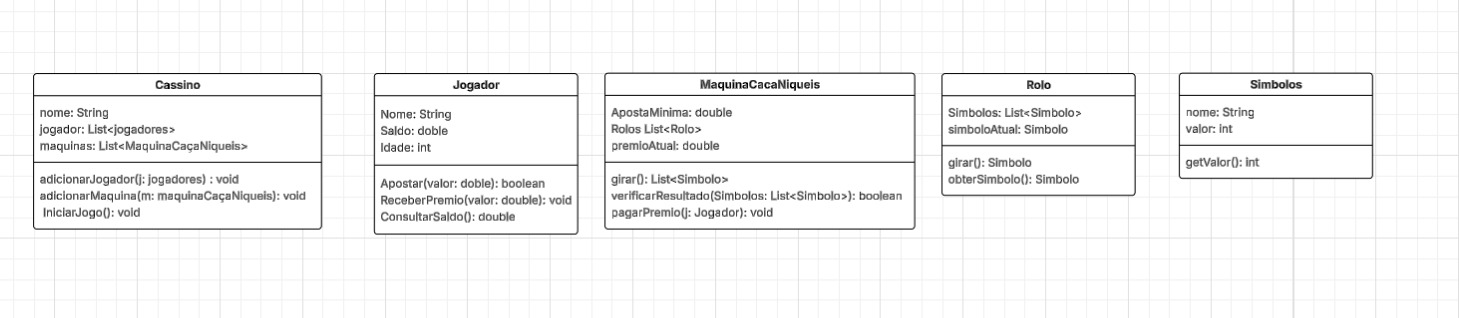 Cassino
nome: String
jogador: List<jogadores>
maquinas: List<MaquinaCaçaNiqueis>
adicionarJogador(j: jogadores) : void
adicionarMaquina(m: maquinaCaçaNiqueis): void
IniciarJogo(): void
Jogador
Nome: String
Saldo: doble
Idade: int
Apostar(valor: doble): boolean
ReceberPremio(valor: double): void
ConsultarSaldo(): double
MaquinaCacaNiqueis
ApostaMinima: double
Rolos List<Rolo>
premioAtual: double
girar(): List<Simbolo>
verificarResultado(Simbolos: List<Simbolo>): boolean
pagarPremio(j: Jogador): void
Rolo
Simbolos: List<Simbolo>
simboloAtual: Simbolo
girar(): Simbolo
obterSimbolo(): Simbolo
Simbolos
nome: String
valor: int
getValor(): int